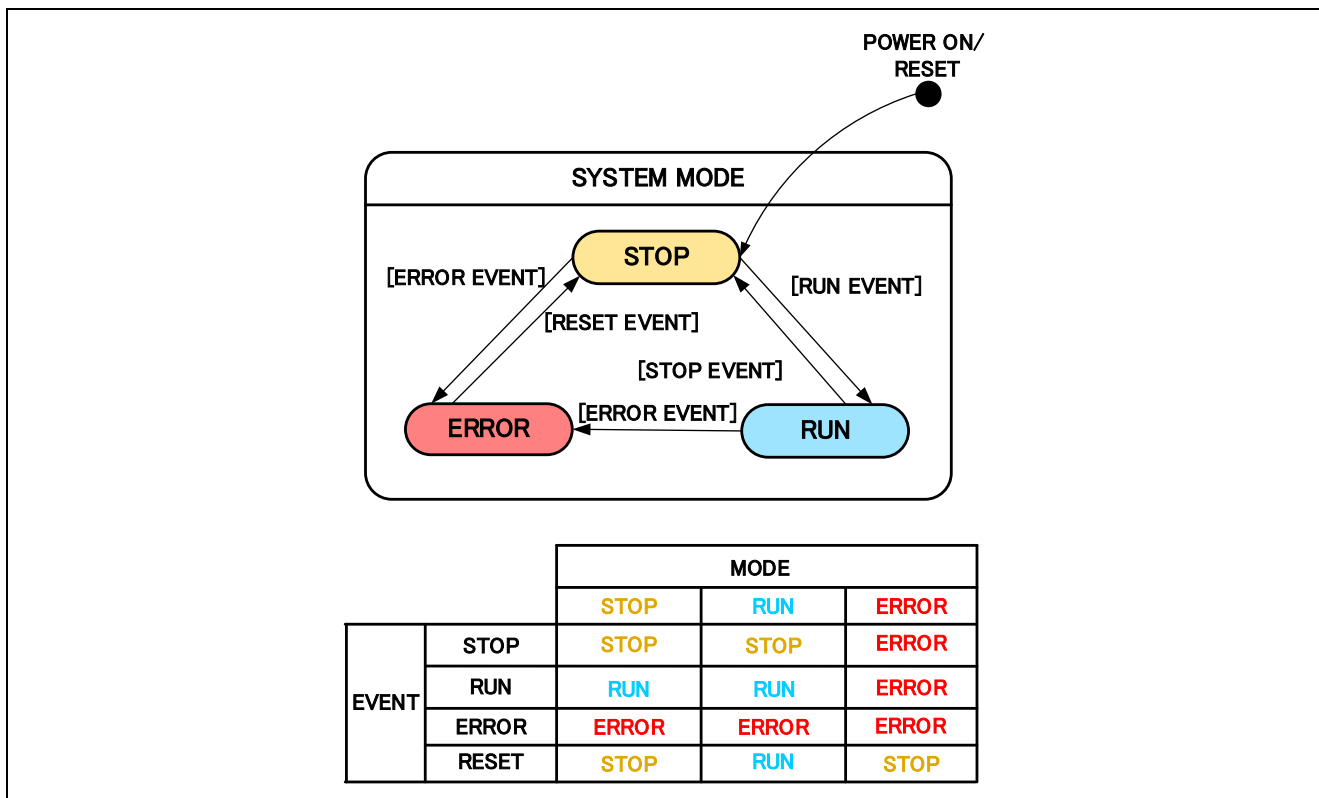 POWER ON/
RESET
SYSTEM MODE
STOP
[ERROR EVENT]
[RUN EVENT]
[RESET EVENT]
[STOP EVENT]
[ERROR EVENT]
ERROR
RUN
MODE
STOP RUN ERROR
EVENT
STOP STOP STOP ERROR
RUN RUN RUN ERROR
ERROR ERROR ERROR ERROR
RESET STOP RUN STOP